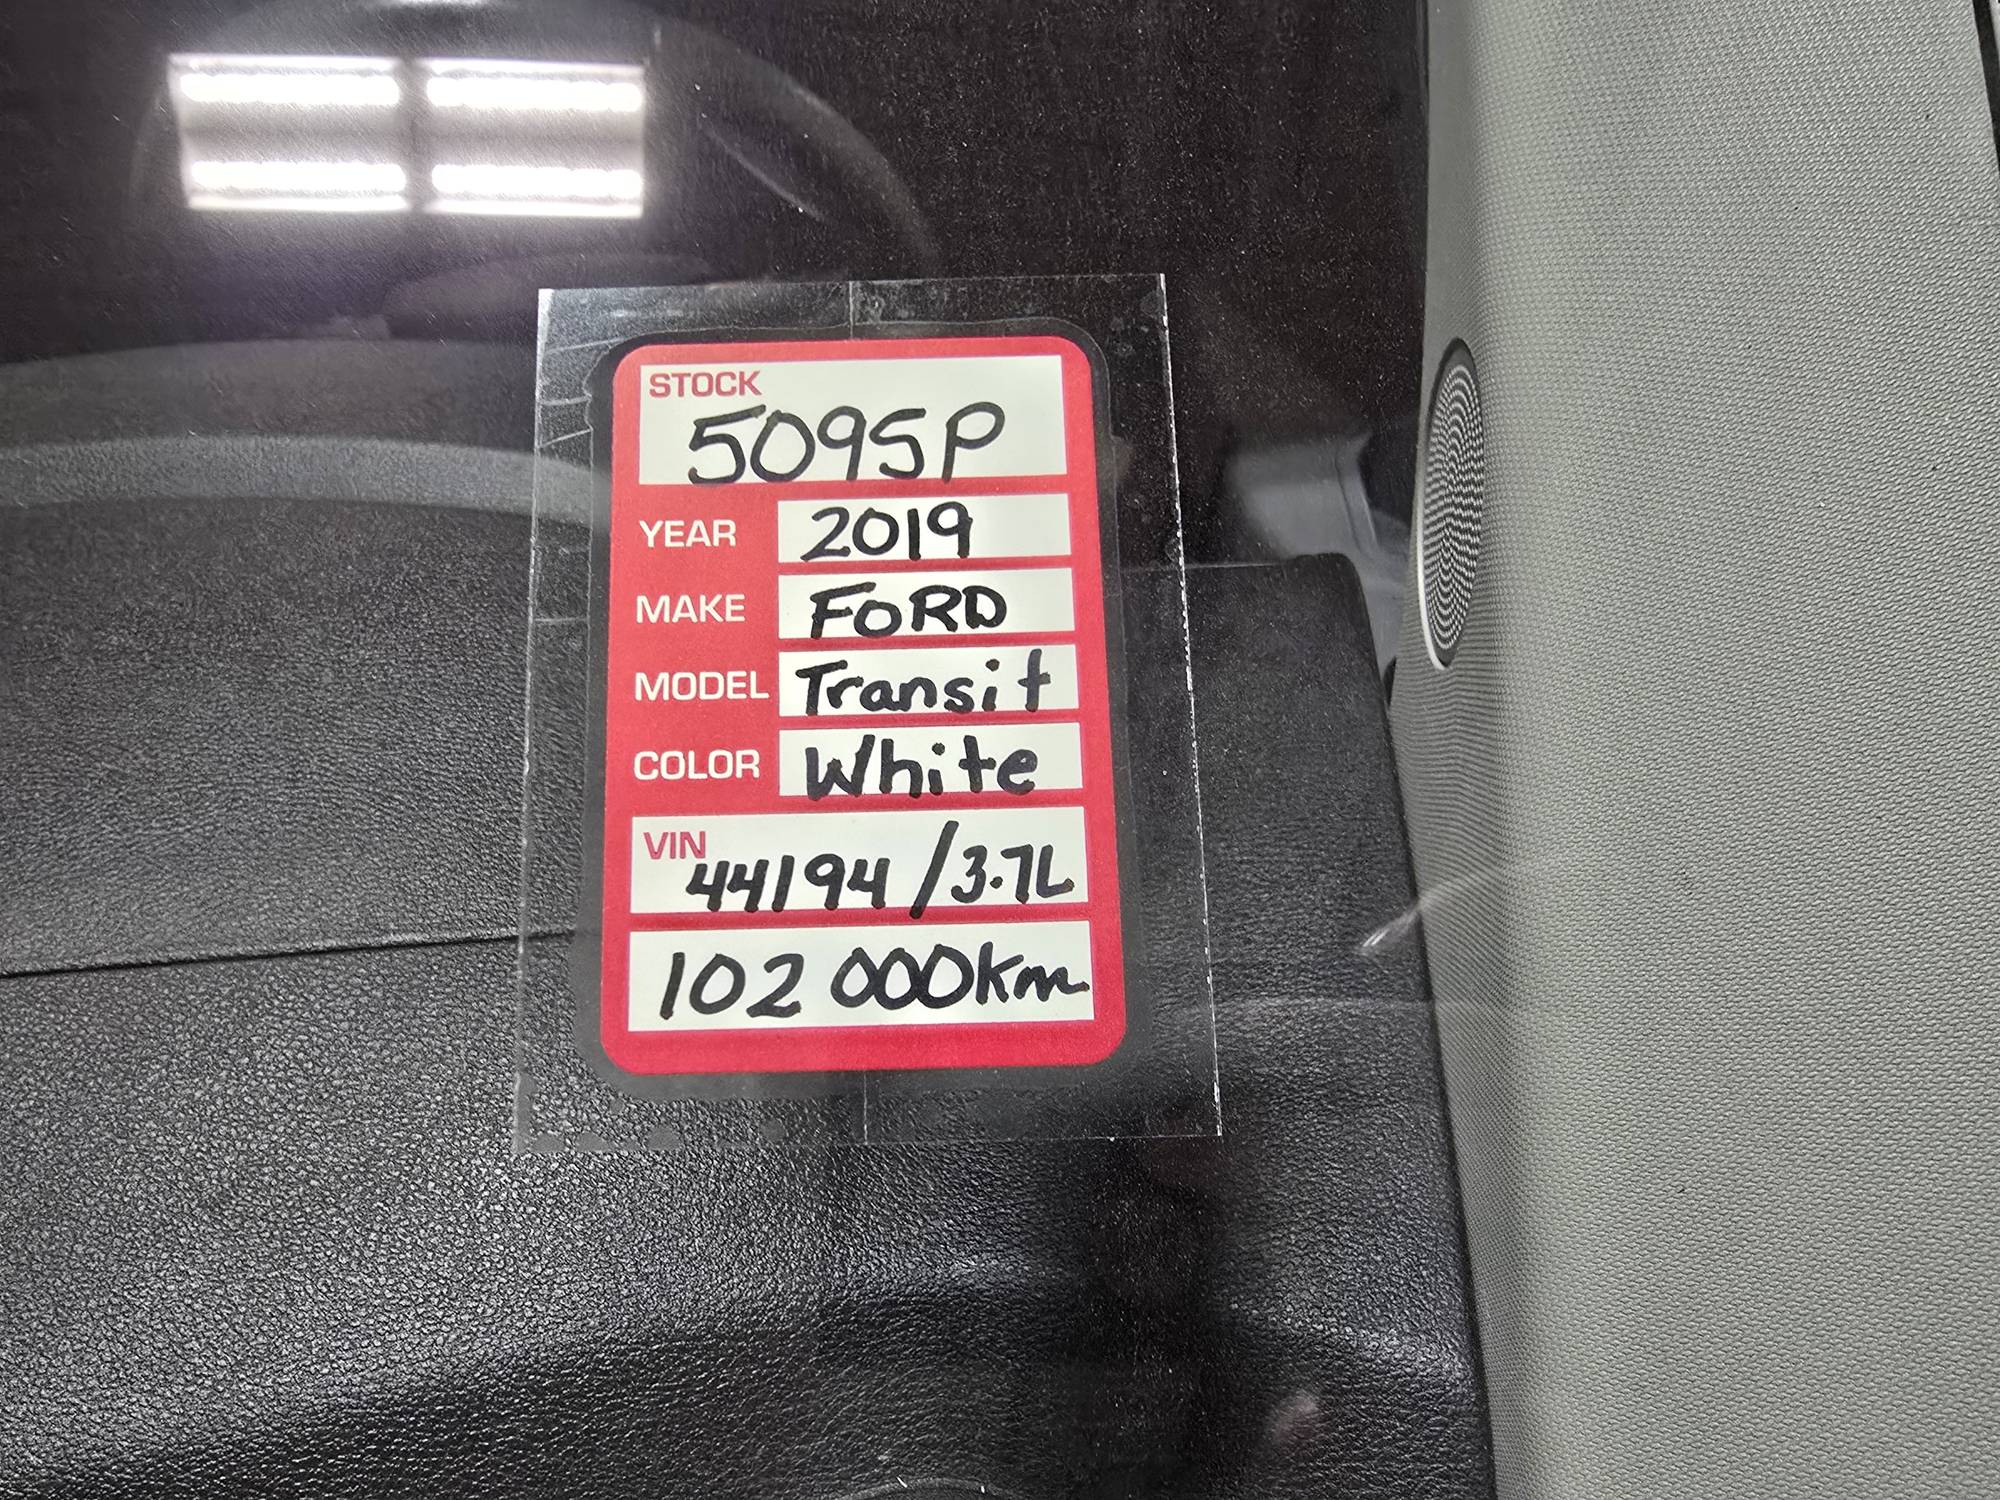 STOCK
5095P
YEAR 2019
MAKE FORD
MODEL Transit
COLOR White
VIN
44194/3.7L
102 000km